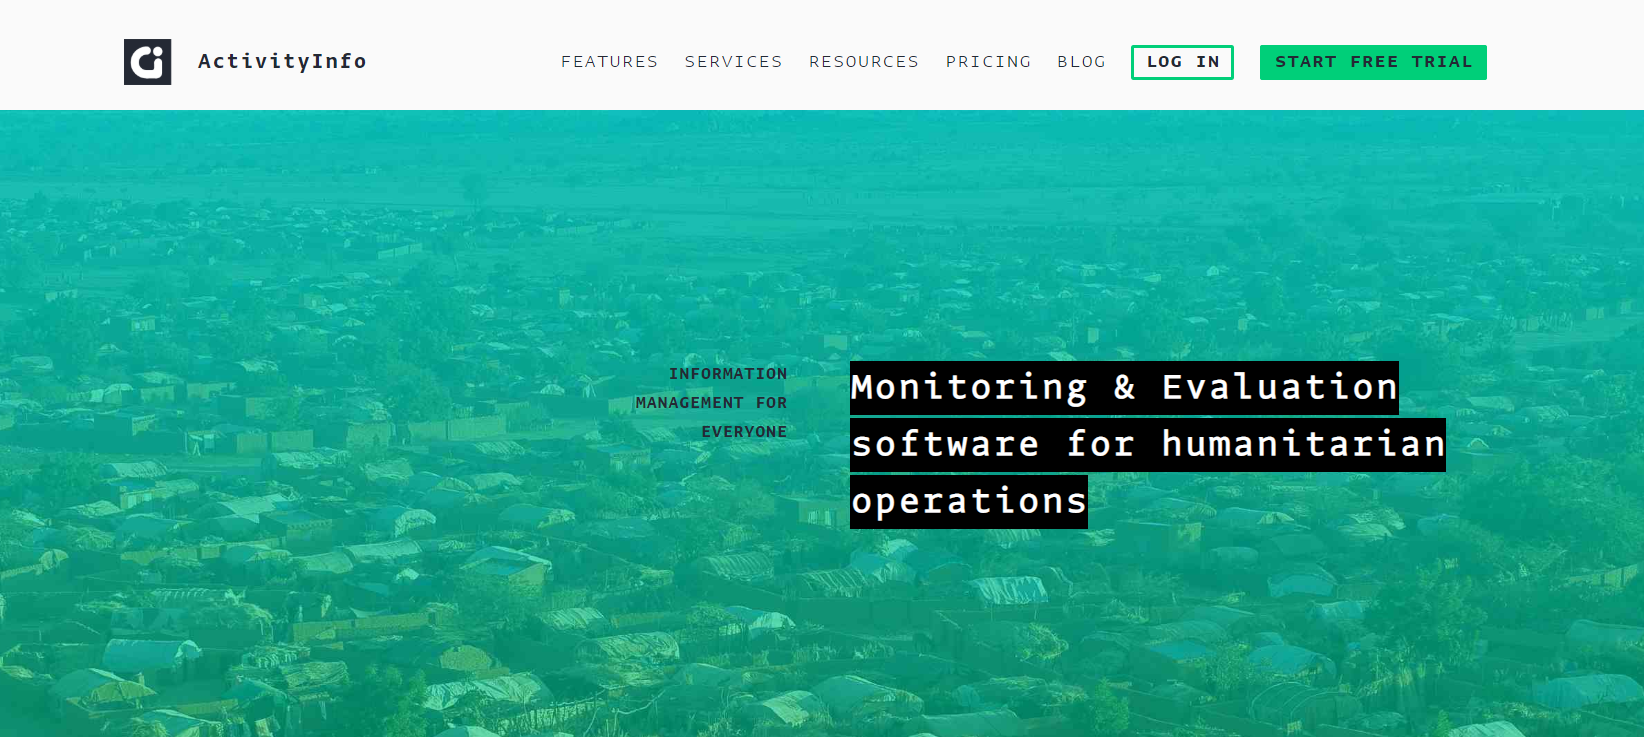 ActivityInfo
FEATURES SERVICES RESOURCES PRICING BLOG LOG IN START FREE TRIAL
INFORMATION
MANAGEMENT FOR
EVERYONE
Monitoring & Evaluation
software for humanitarian
operations